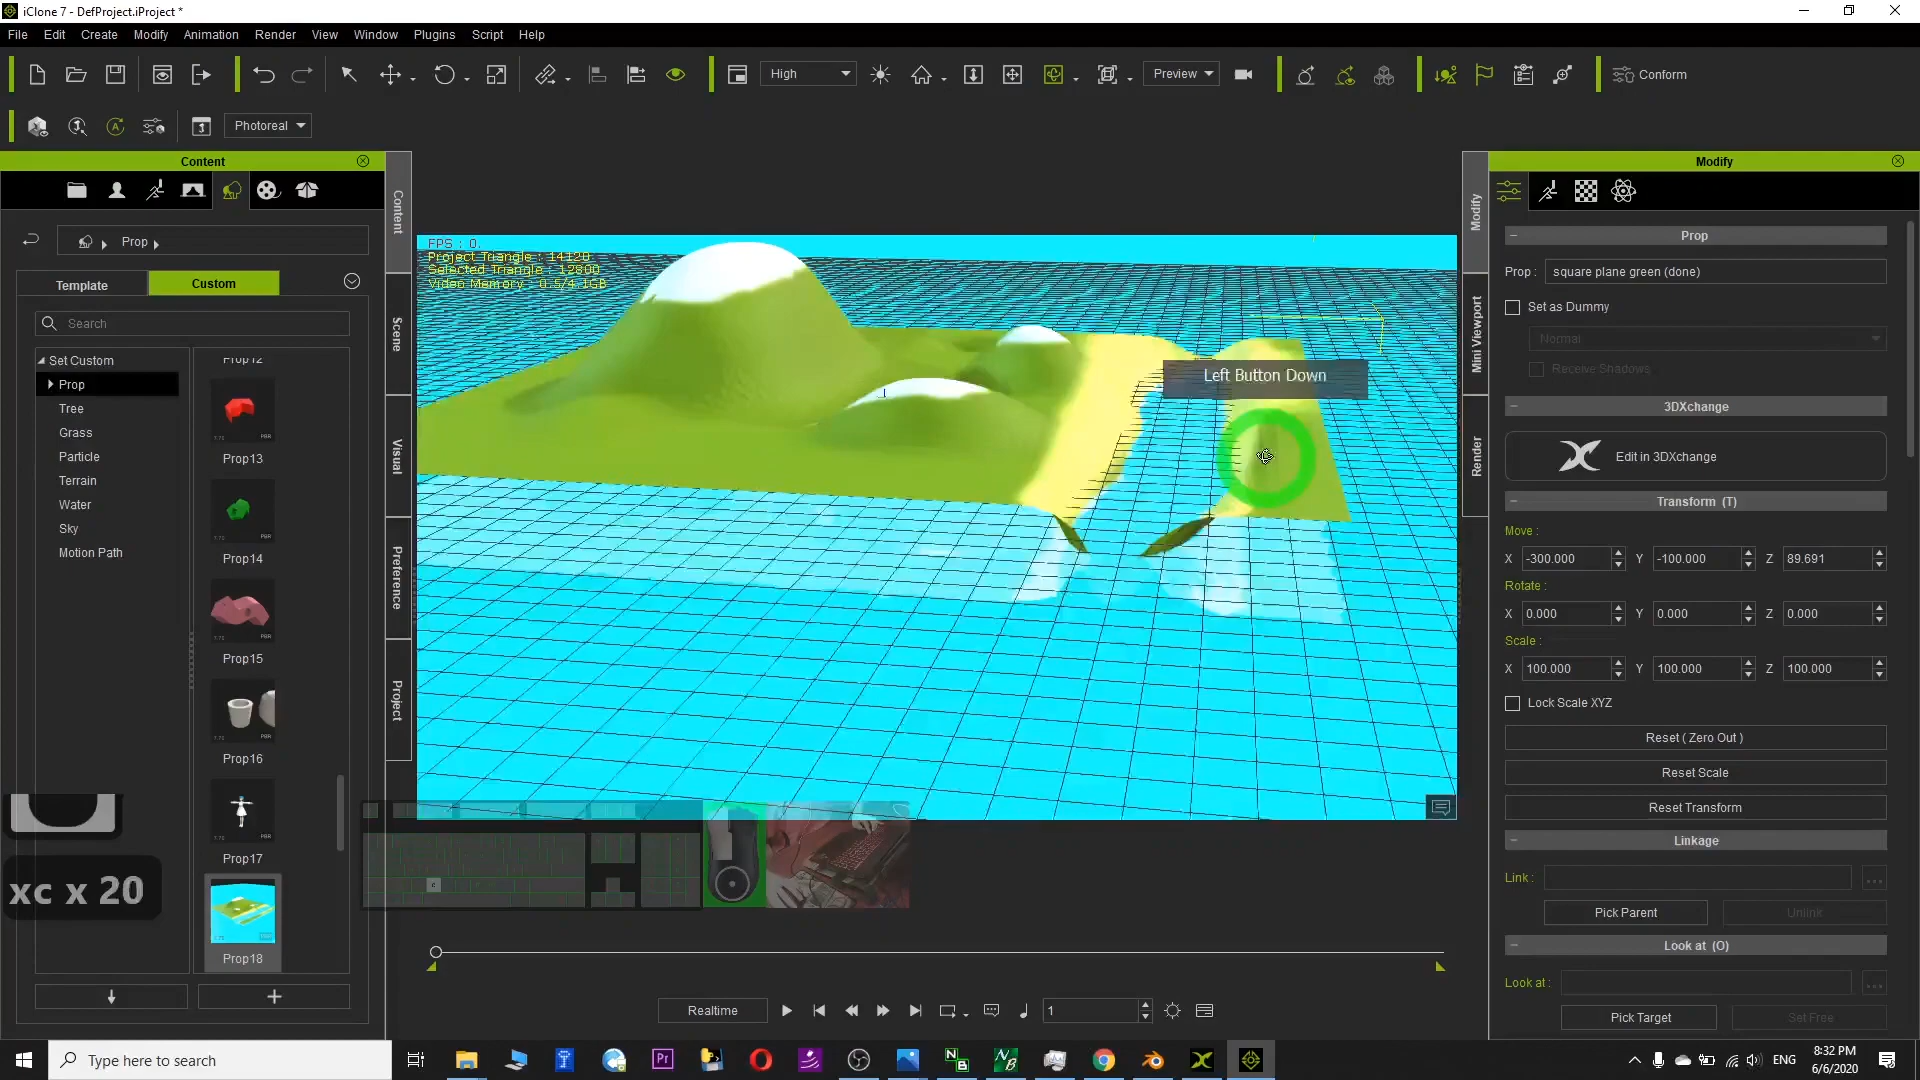 iClone 7 - DefProject.iProject *
File Edit Create Modify Animation Render View Window Plugins Script Help
High
Preview
Conform
Photoreal
Content
Modify
Prop
Template
Custom
Search
Set Custom
Prop
Tree
Grass
Particle
Terrain
Water
Sky
Motion Path
Prop12
Prop13
Prop14
Prop15
Prop16
Prop17
Prop18
Content
Scene
Visual
Preference
Project
FPS : 0.
Project Triangle : 14120
Selected Triangle : 12800
Video Memory : 0.5/4.1GB
Left Button Down
xc x 20
c
Modify
Mini Viewport
Render
Prop
Prop : square plane green (done)
Set as Dummy
Normal
Receive Shadows
3DXchange
Edit in 3DXchange
Transform (T)
Move :
X -300.000 Y -100.000 Z 89.691
Rotate :
X 0.000 Y 0.000 Z 0.000
Scale :
X 100.000 Y 100.000 Z 100.000
Lock Scale XYZ
Reset ( Zero Out )
Reset Scale
Reset Transform
Linkage
Link :
Pick Parent Unlink
Look at (O)
Look at :
Pick Target Set Free
Realtime
1
Type here to search
ENG
8:32 PM
6/6/2020